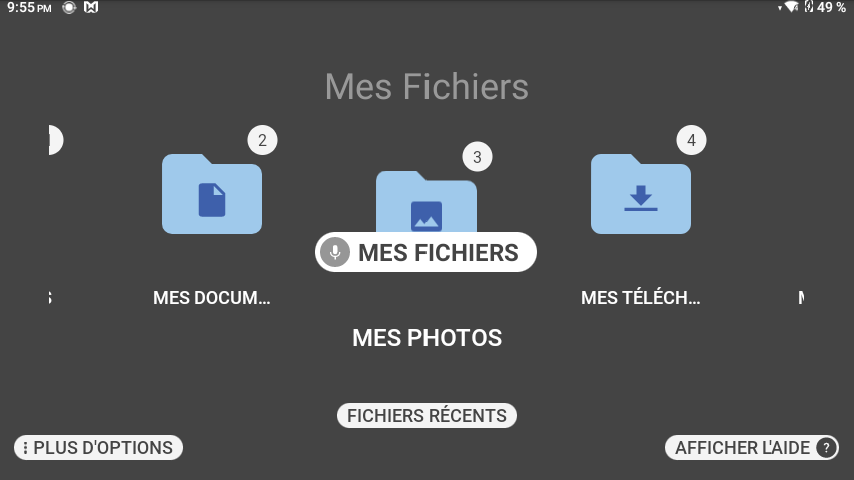 9:55 PM 49 %
Mes Fichiers
2
3
4
MES FICHIERS
MES DOCUM...
MES TÉLÉCH...
MES PHOTOS
FICHIERS RÉCENTS
PLUS D'OPTIONS
AFFICHER L'AIDE ?